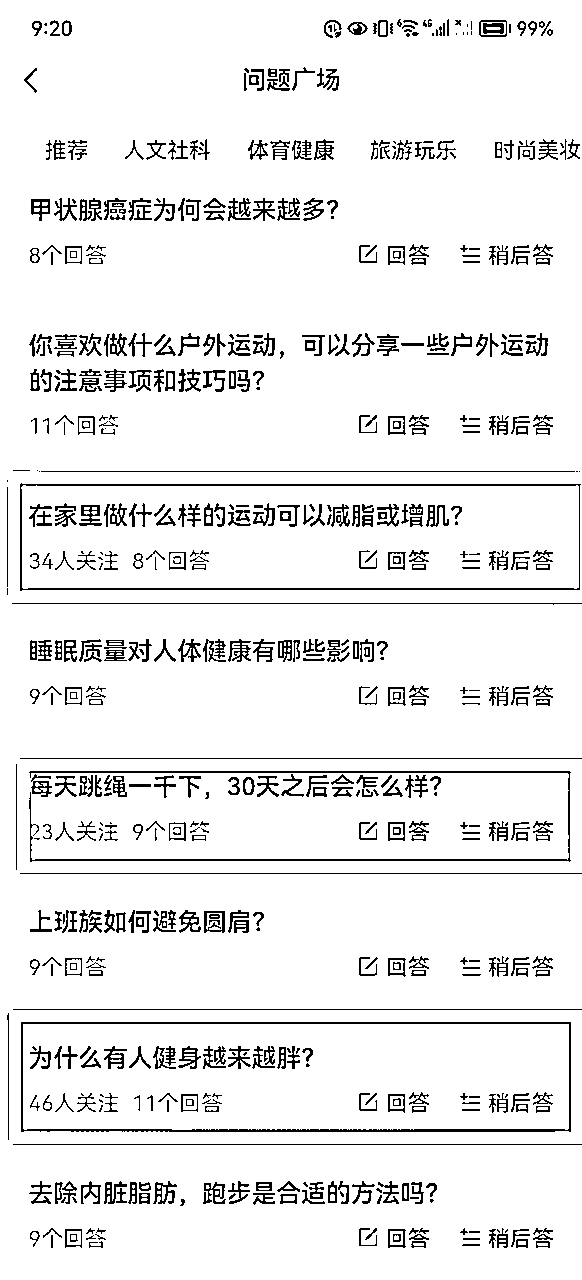 9:20
99%
问题广场
推荐 人文社科 体育健康 旅游玩乐 时尚美妆
甲状腺癌症为何会越来越多？
8个回答 回答 稍后答
你喜欢做什么户外运动，可以分享一些户外运动
的注意事项和技巧吗？
11个回答 回答 稍后答
在家里做什么样的运动可以减脂或增肌？
34人关注 8个回答 回答 稍后答
睡眠质量对人体健康有哪些影响？
9个回答 回答 稍后答
每天跳绳一千下，30天之后会怎么样？
23人关注 9个回答 回答 稍后答
上班族如何避免圆肩？
9个回答 回答 稍后答
为什么有人健身越来越胖？
46人关注 11个回答 回答 稍后答
去除内脏脂肪，跑步是合适的方法吗？
9个回答 回答 稍后答